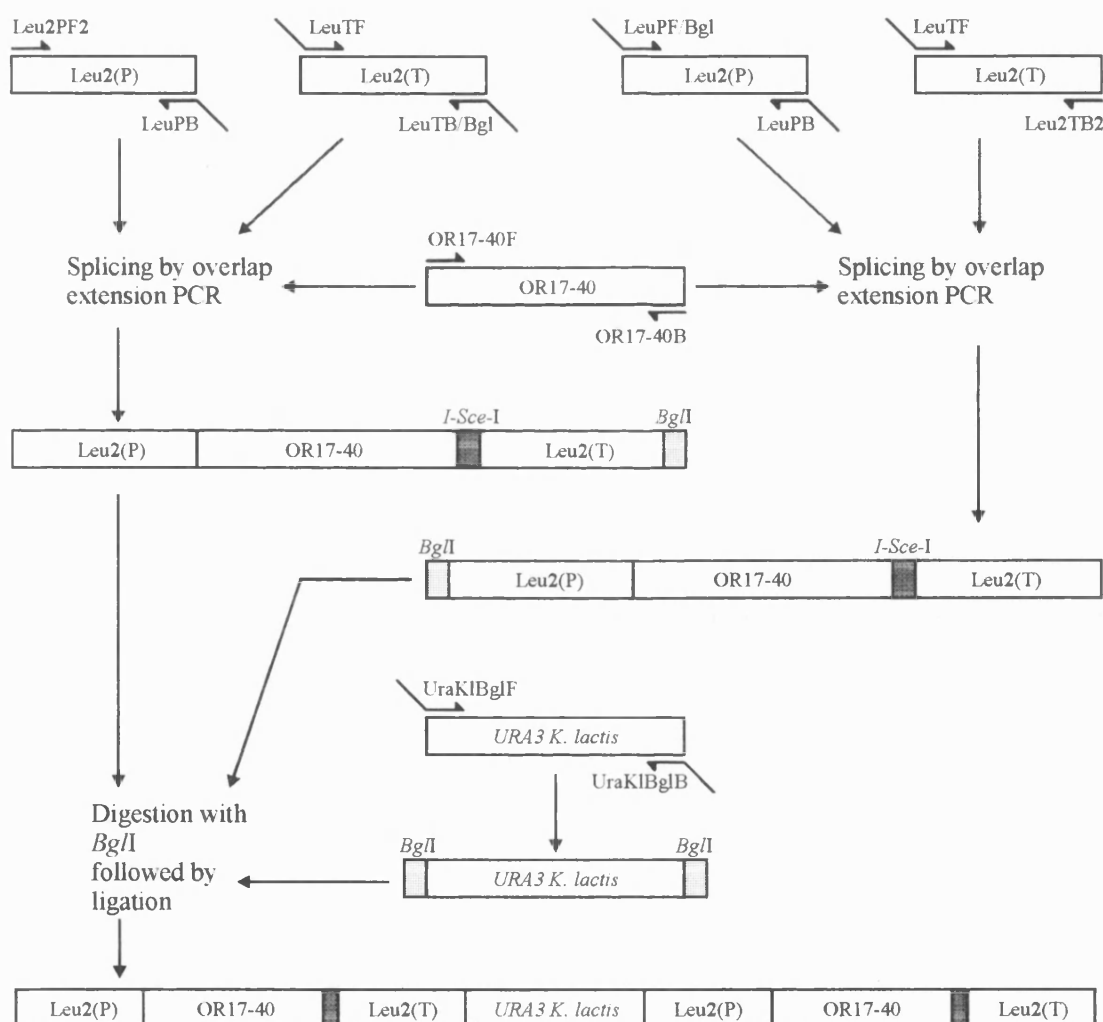 Leu2PF2
LeuTF
LeuPF/Bgl
LeuTF
Leu2(P)
Leu2(T)
Leu2(P)
Leu2(T)
LeuPB
LeuTB/Bgl
LeuPB
Leu2TB2
OR17-40F
Splicing by overlap
extension PCR
OR17-40
Splicing by overlap
extension PCR
OR17-40B
I-Sce-I
BglI
Leu2(P)
OR17-40
Leu2(T)
BglI
I-Sce-I
Leu2(P)
OR17-40
Leu2(T)
UraKlBglF
URA3 K. lactis
UraKlBglB
Digestion with
BglI
followed by
ligation
BglI
BglI
URA3 K. lactis
Leu2(P)
OR17-40
Leu2(T)
URA3 K. lactis
Leu2(P)
OR17-40
Leu2(T)